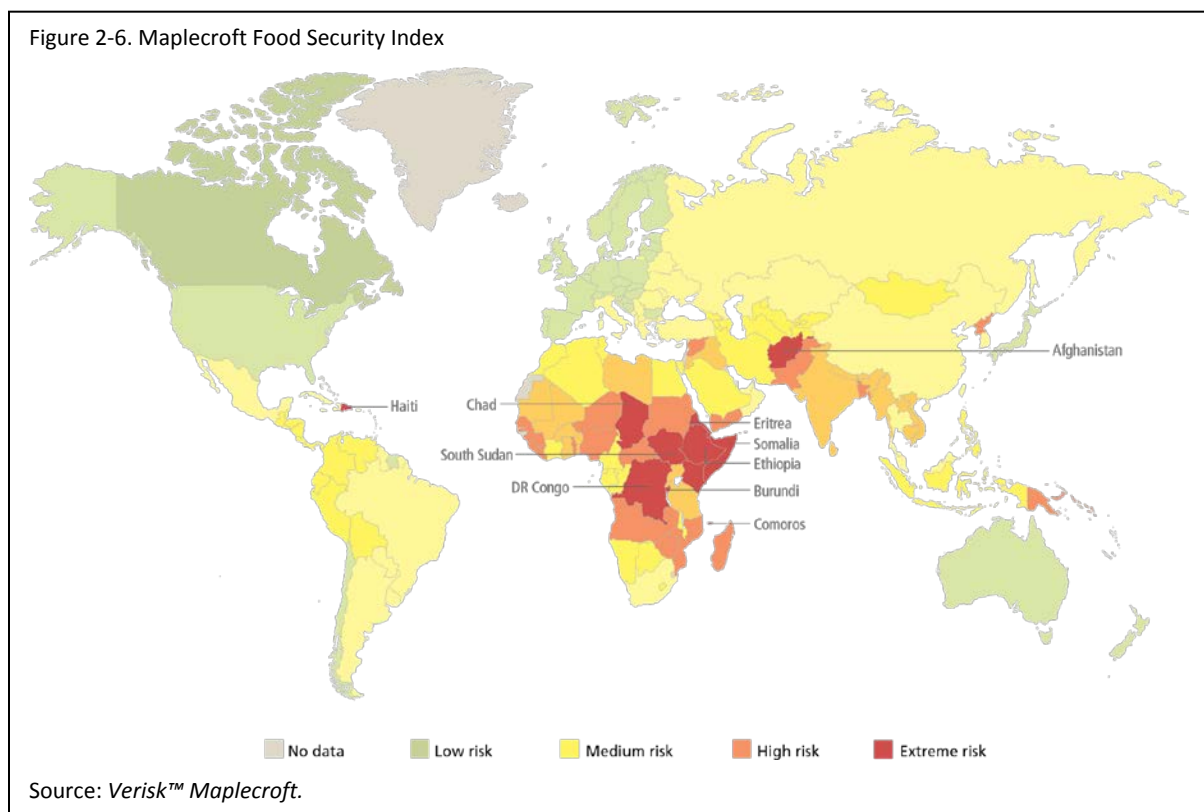 Figure 2-6. Maplecroft Food Security Index
Afghanistan
Haiti
Chad
Eritrea
Somalia
South Sudan
Ethiopia
DR Congo
Burundi
Comoros
No data
Low risk
Medium risk
High risk
Extreme risk
Source: Verisk™ Maplecroft.